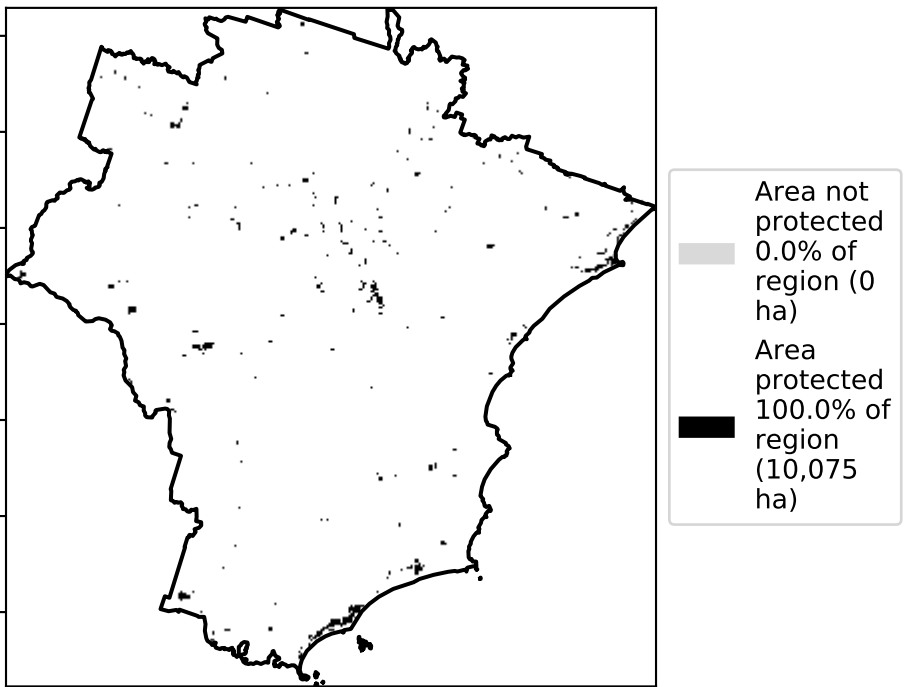 Area not
protected
0.0% of
region (0
ha)
Area
protected
100.0% of
region
(10,075
ha)